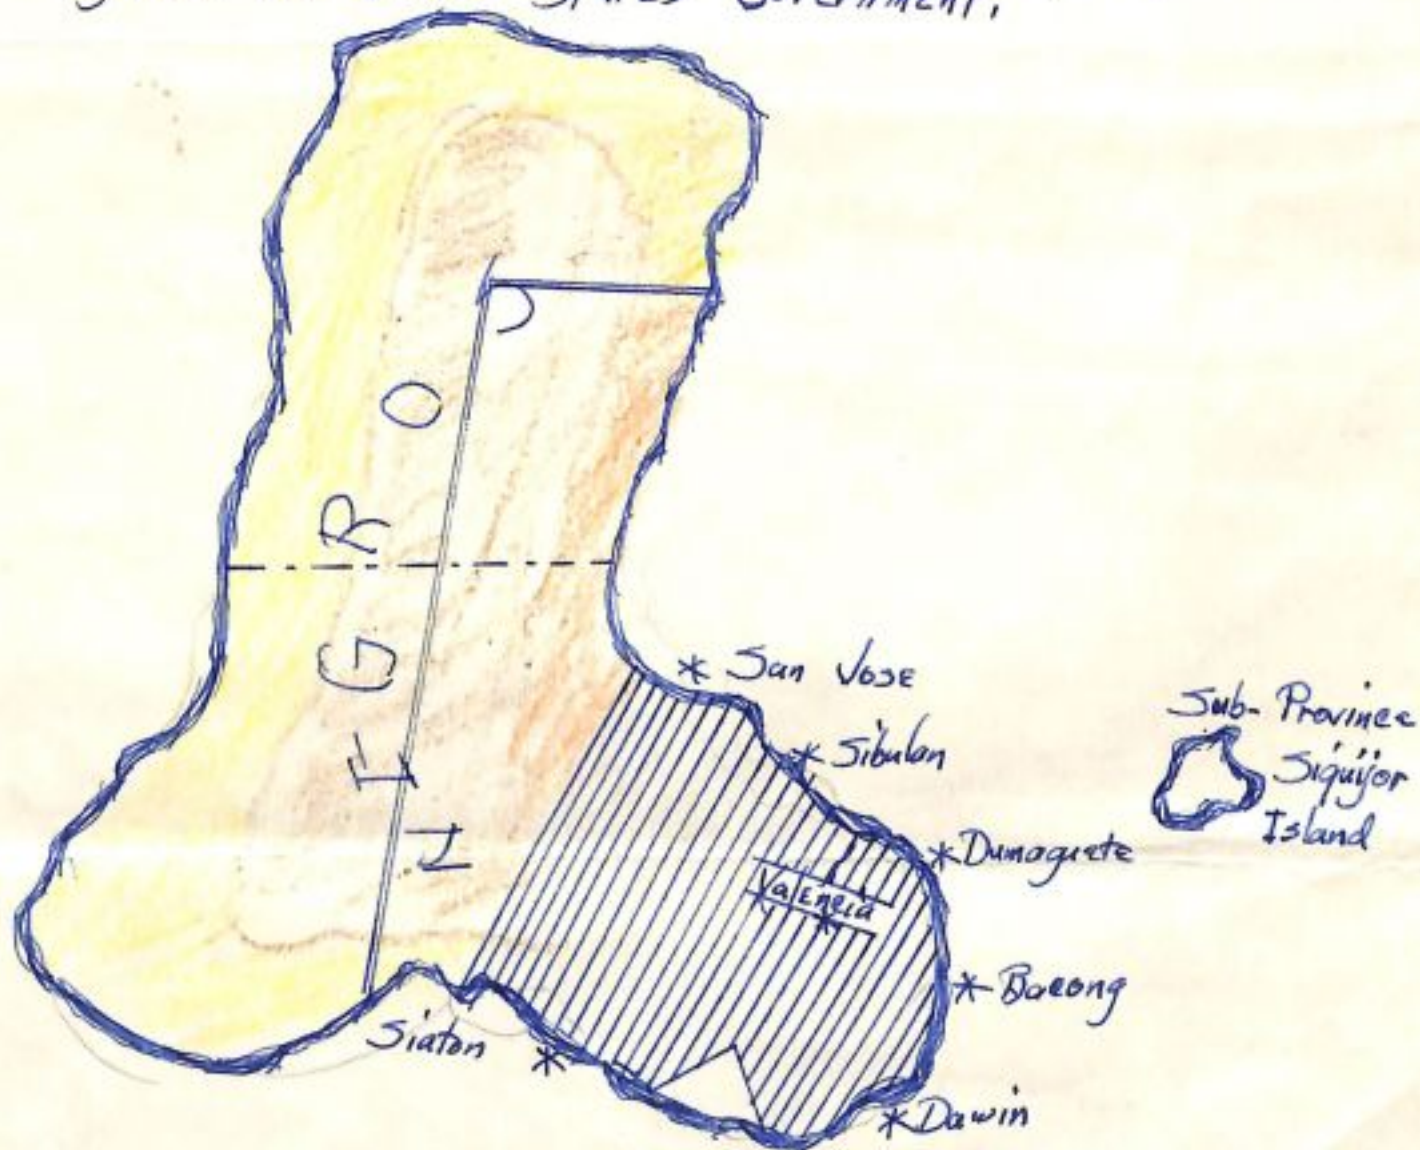 Government.
NEGRO
* San Jose
* Sibulan
Sub-Province
Siquijor
Island
* Dumaguete
Valencia
*
* Bacong
Siaton
*
* Dawin